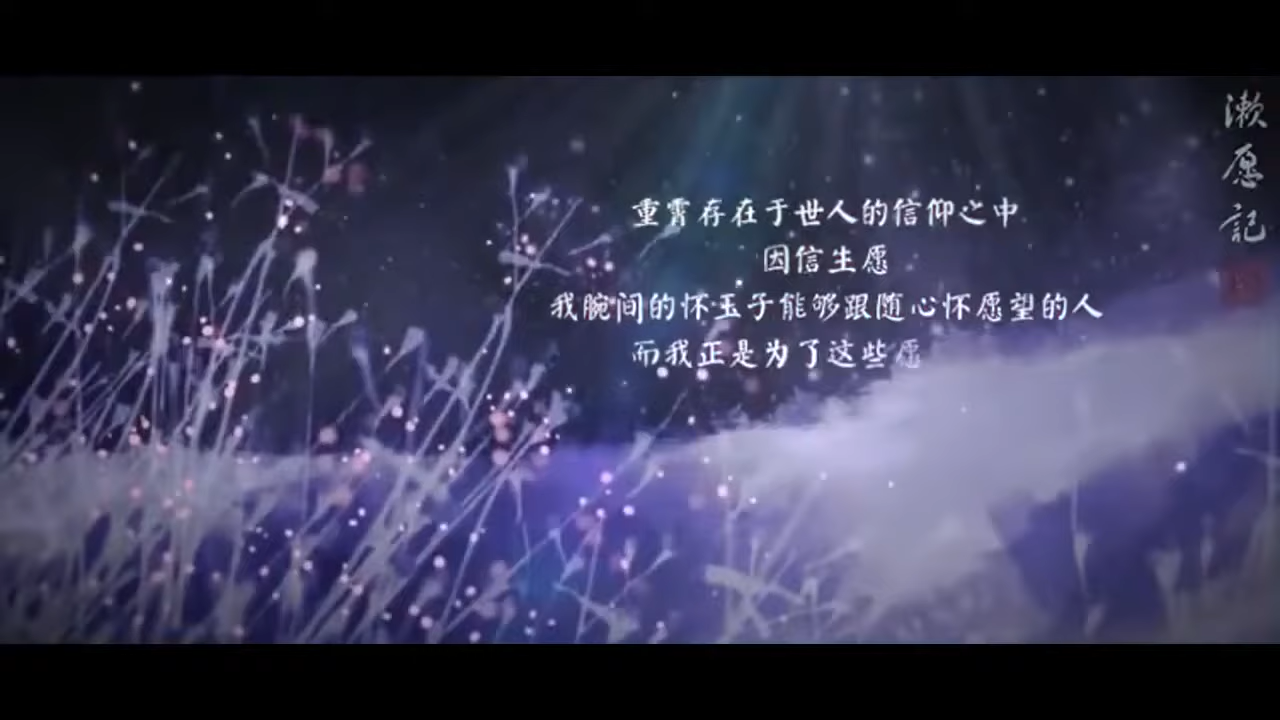 重霄存在于世人的信仰之中
因信生愿
我腕间的怀玉子能够跟随心怀愿望的人
而我正是为了这些愿
漱愿記